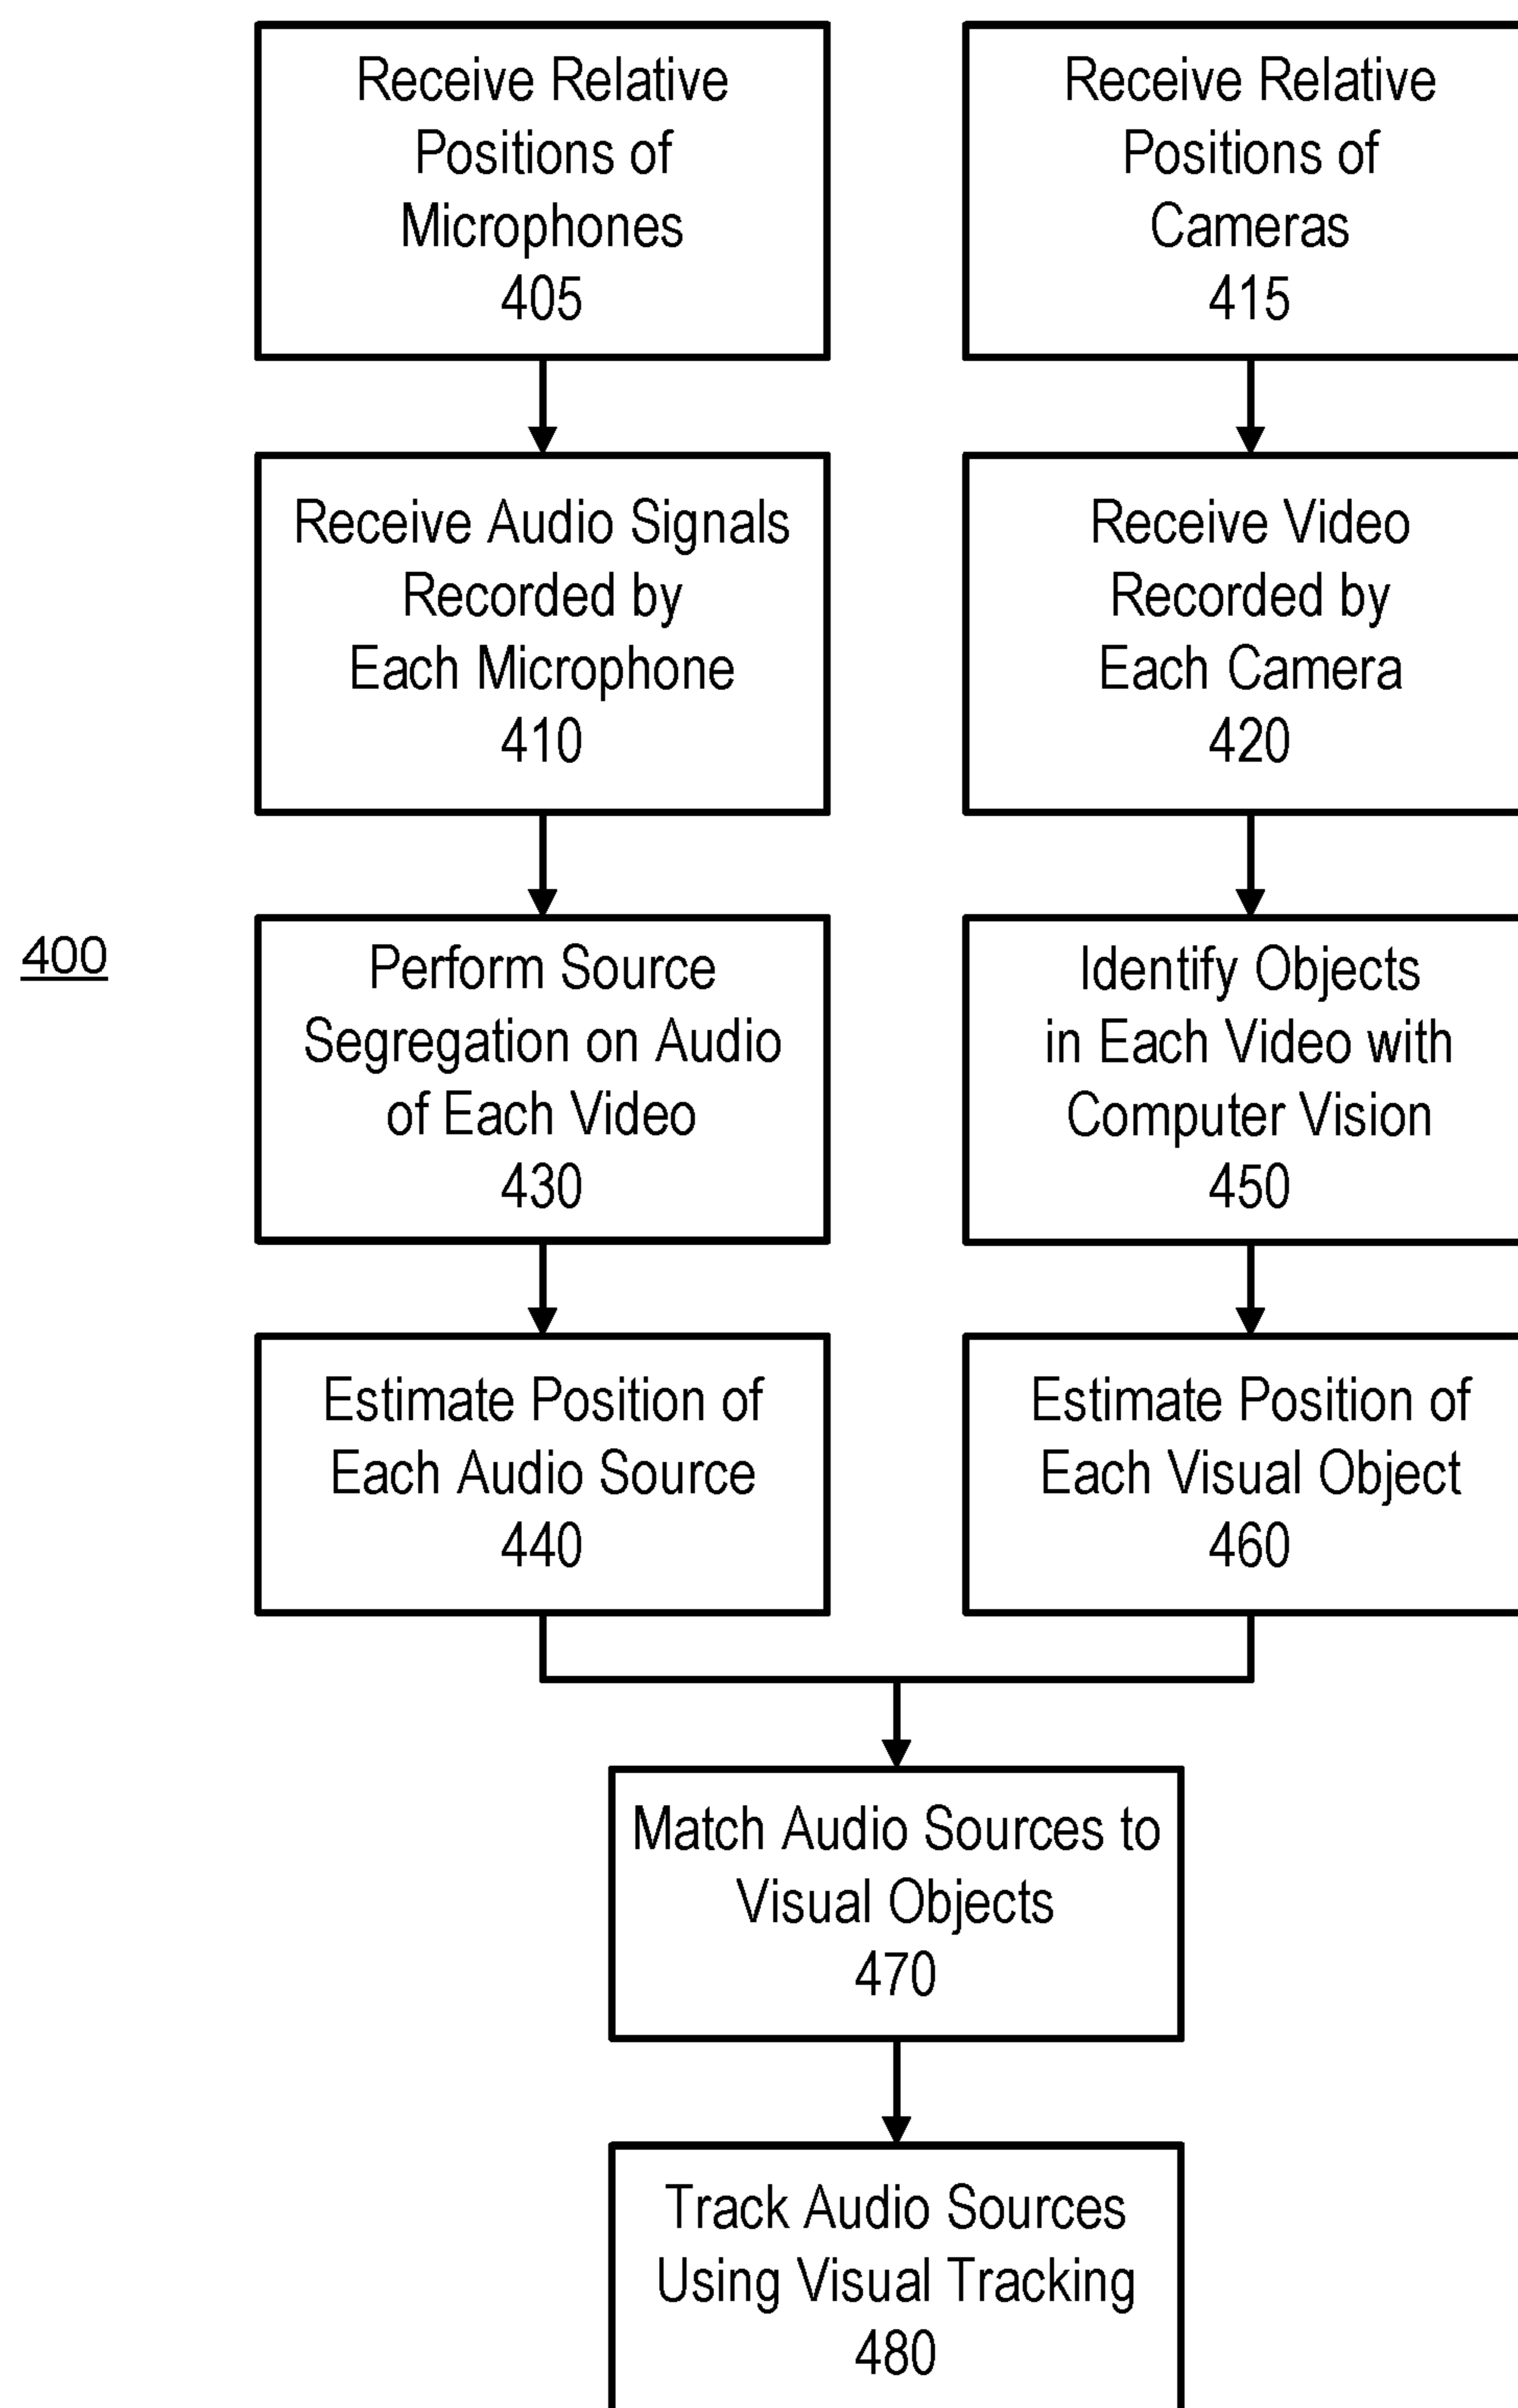 Receive Relative
Positions of
Microphones
405
Receive Relative
Positions of
Cameras
415
Receive Audio Signals
Recorded by
Each Microphone
410
Receive Video
Recorded by
Each Camera
420
400
Perform Source
Segregation on Audio
of Each Video
430
Identify Objects
in Each Video with
Computer Vision
450
Estimate Position of
Each Audio Source
440
Estimate Position of
Each Visual Object
460
Match Audio Sources to
Visual Objects
470
Track Audio Sources
Using Visual Tracking
480